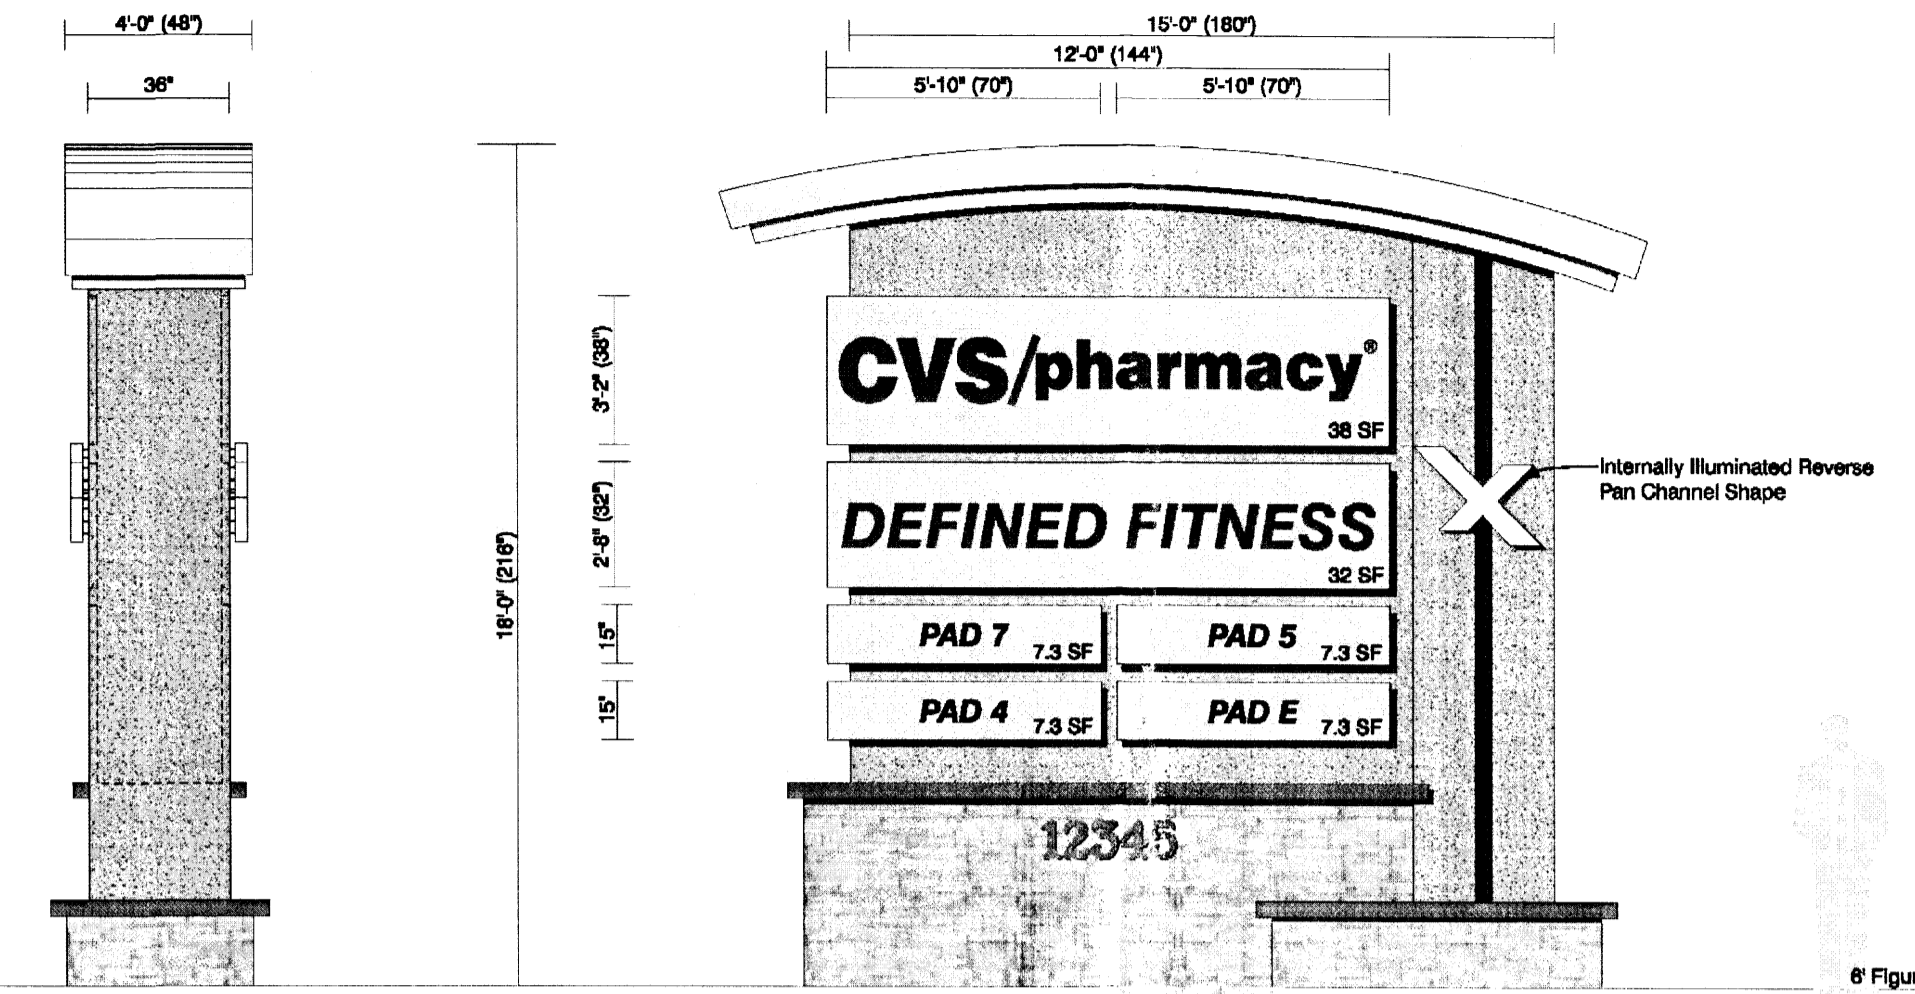 4'-0" (48")
36"
15'-0" (180")
12'-0" (144")
5'-10" (70") 5'-10" (70")
18'-0" (216")
3'-2" (38")
2'-8" (32")
15"
15"
CVS/pharmacy®
38 SF
DEFINED FITNESS
32 SF
PAD 7 7.3 SF
PAD 5 7.3 SF
PAD 4 7.3 SF
PAD E 7.3 SF
X
Internally Illuminated Reverse
Pan Channel Shape
12345
6' Figur